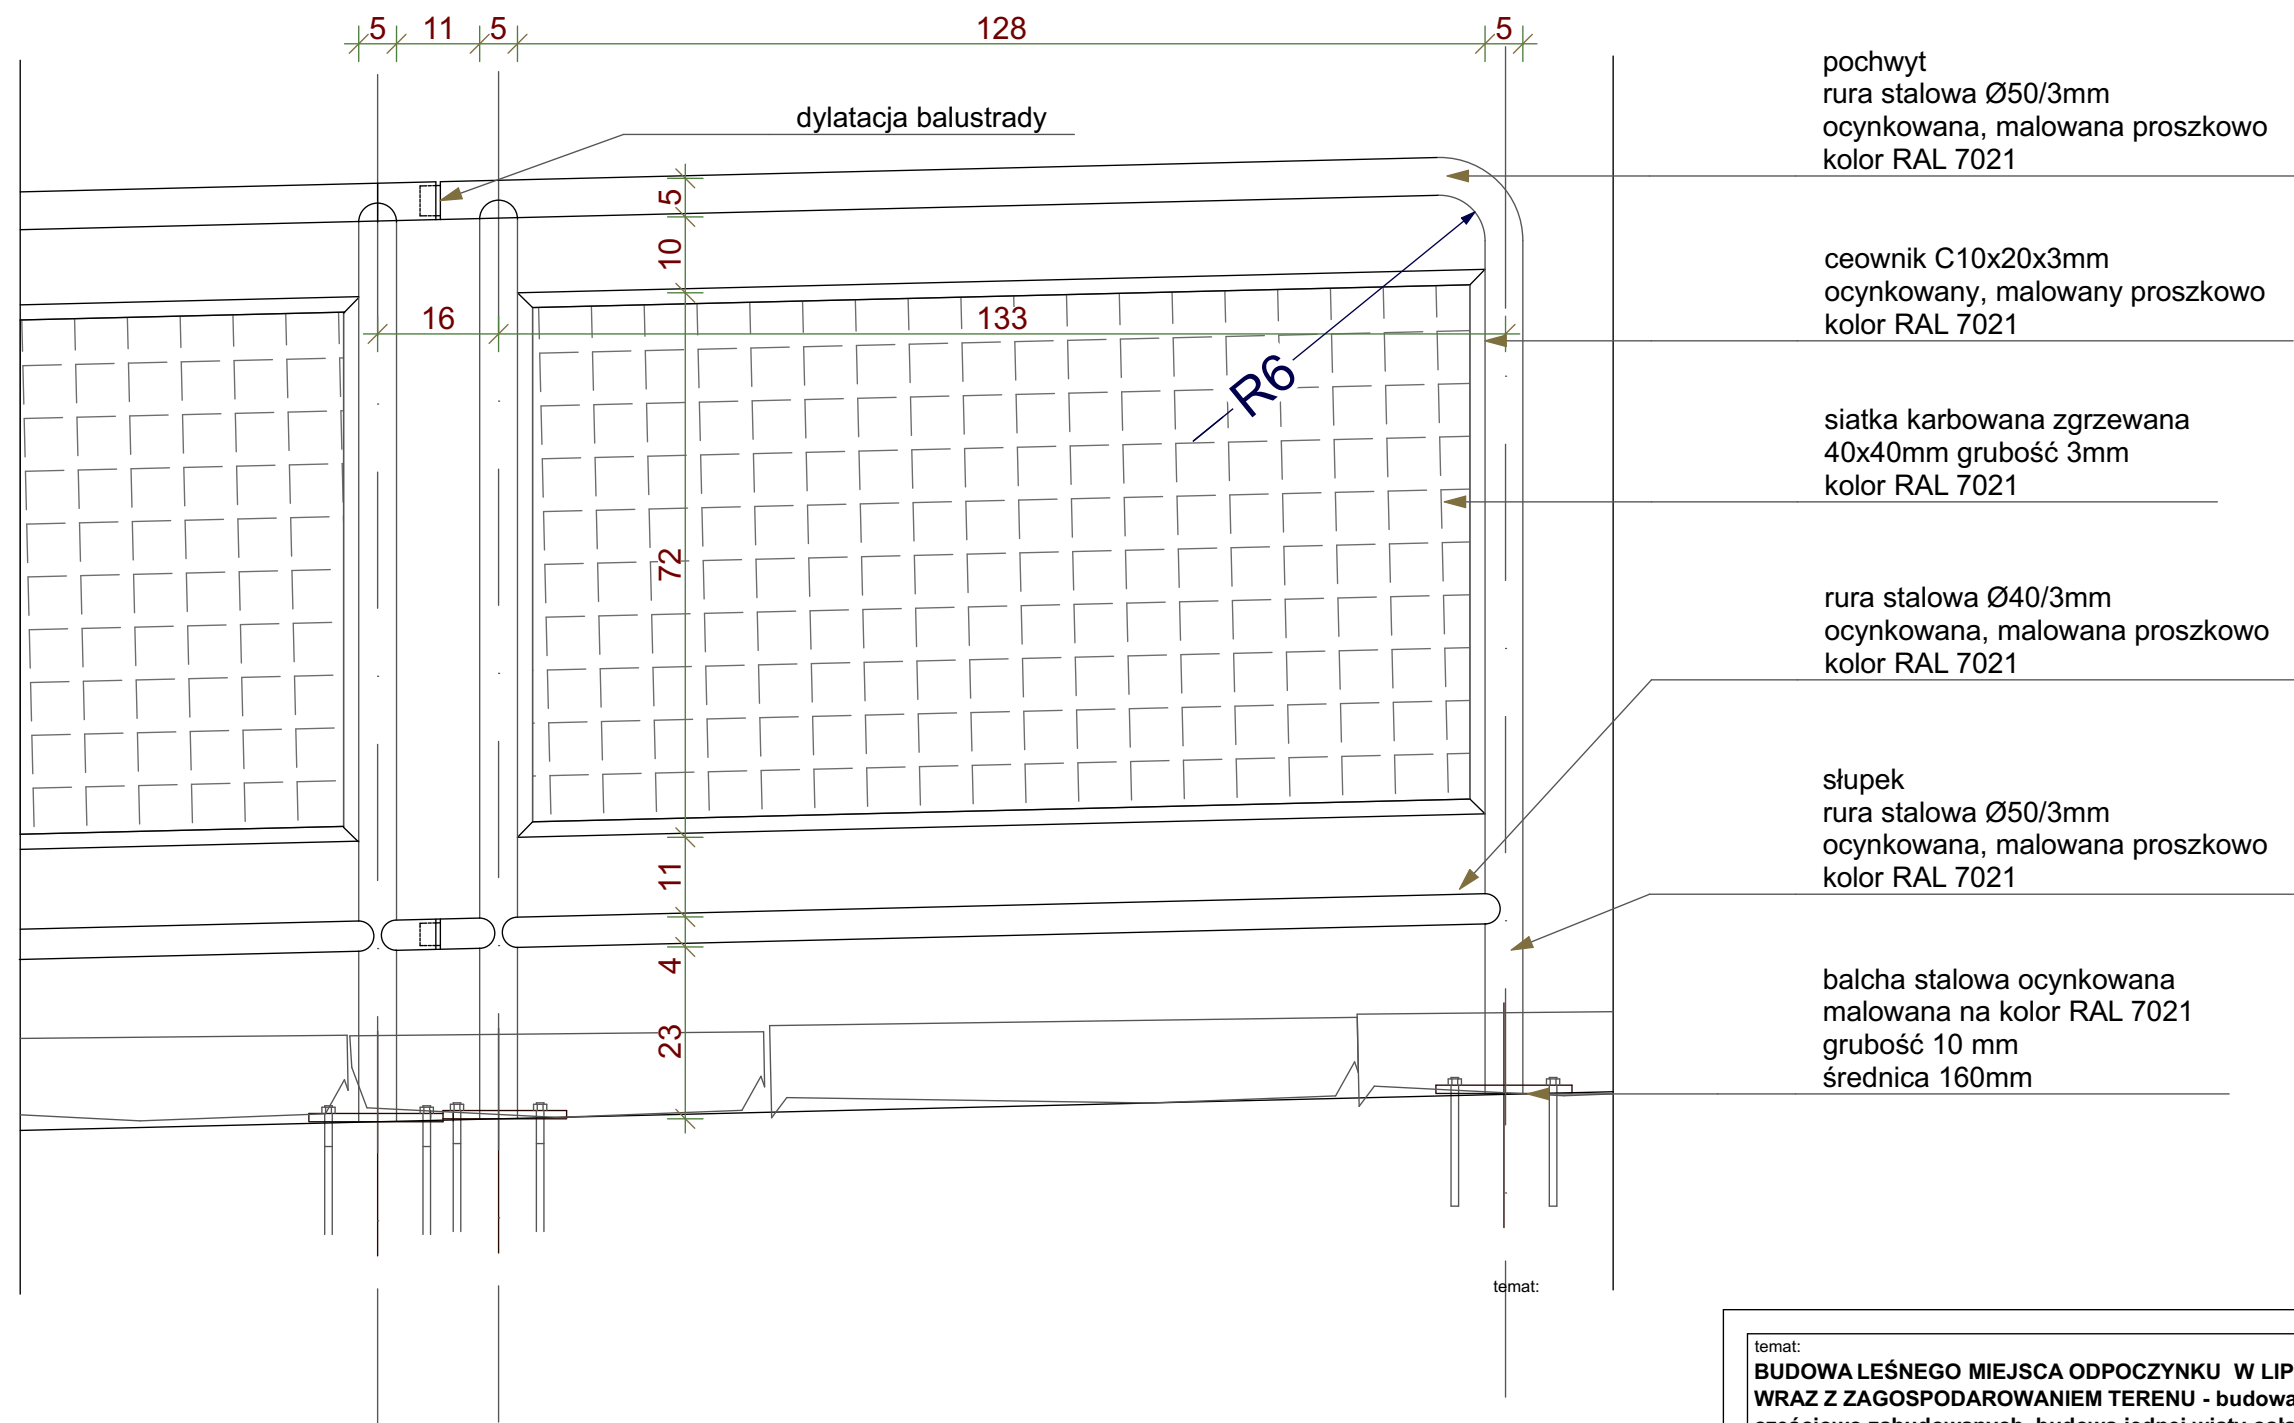 5 11 5 128 5
dylatacja balustrady
pochwyt
rura stalowa Ø50/3mm
ocynkowana, malowana proszkowo
kolor RAL 7021
5
10
16 133
R6
72
11
4
23
ceownik C10x20x3mm
ocynkowany, malowany proszkowo
kolor RAL 7021
siatka karbowana zgrzewana
40x40mm grubość 3mm
kolor RAL 7021
rura stalowa Ø40/3mm
ocynkowana, malowana proszkowo
kolor RAL 7021
słupek
rura stalowa Ø50/3mm
ocynkowana, malowana proszkowo
kolor RAL 7021
balcha stalowa ocynkowana
malowana na kolor RAL 7021
grubość 10 mm
średnica 160mm
temat:
temat:
BUDOWA LEŚNEGO MIEJSCA ODPOCZYNKU W LIP
WRAZ Z ZAGOSPODAROWANIEM TERENU - budowa